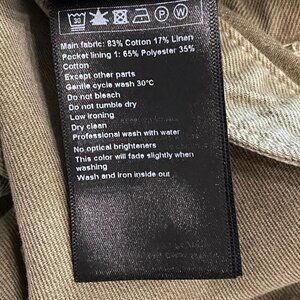 30
P W
Main fabric: 83% Cotton 17% Linen
Pocket lining 1: 65% Polyester 35%
Cotton
Except other parts
Gentle cycle wash 30°C
Do not bleach
Do not tumble dry
Low ironing
Dry clean
Professional wash with water
No optical brighteners
This color will fade slightly when
washing
Wash and iron inside out